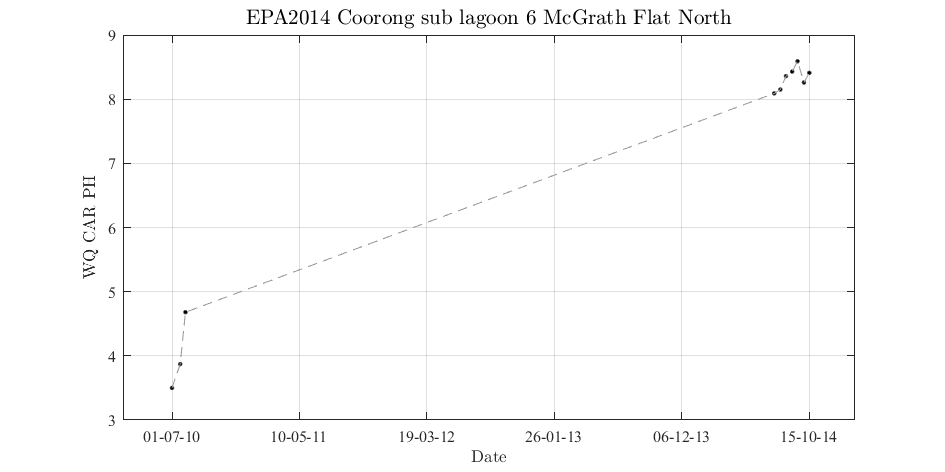 EPA2014 Coorong sub lagoon 6 McGrath Flat North
9
8
7
6
5
4
3
WQ CAR PH
01-07-10 10-05-11 19-03-12 26-01-13 06-12-13 15-10-14
Date